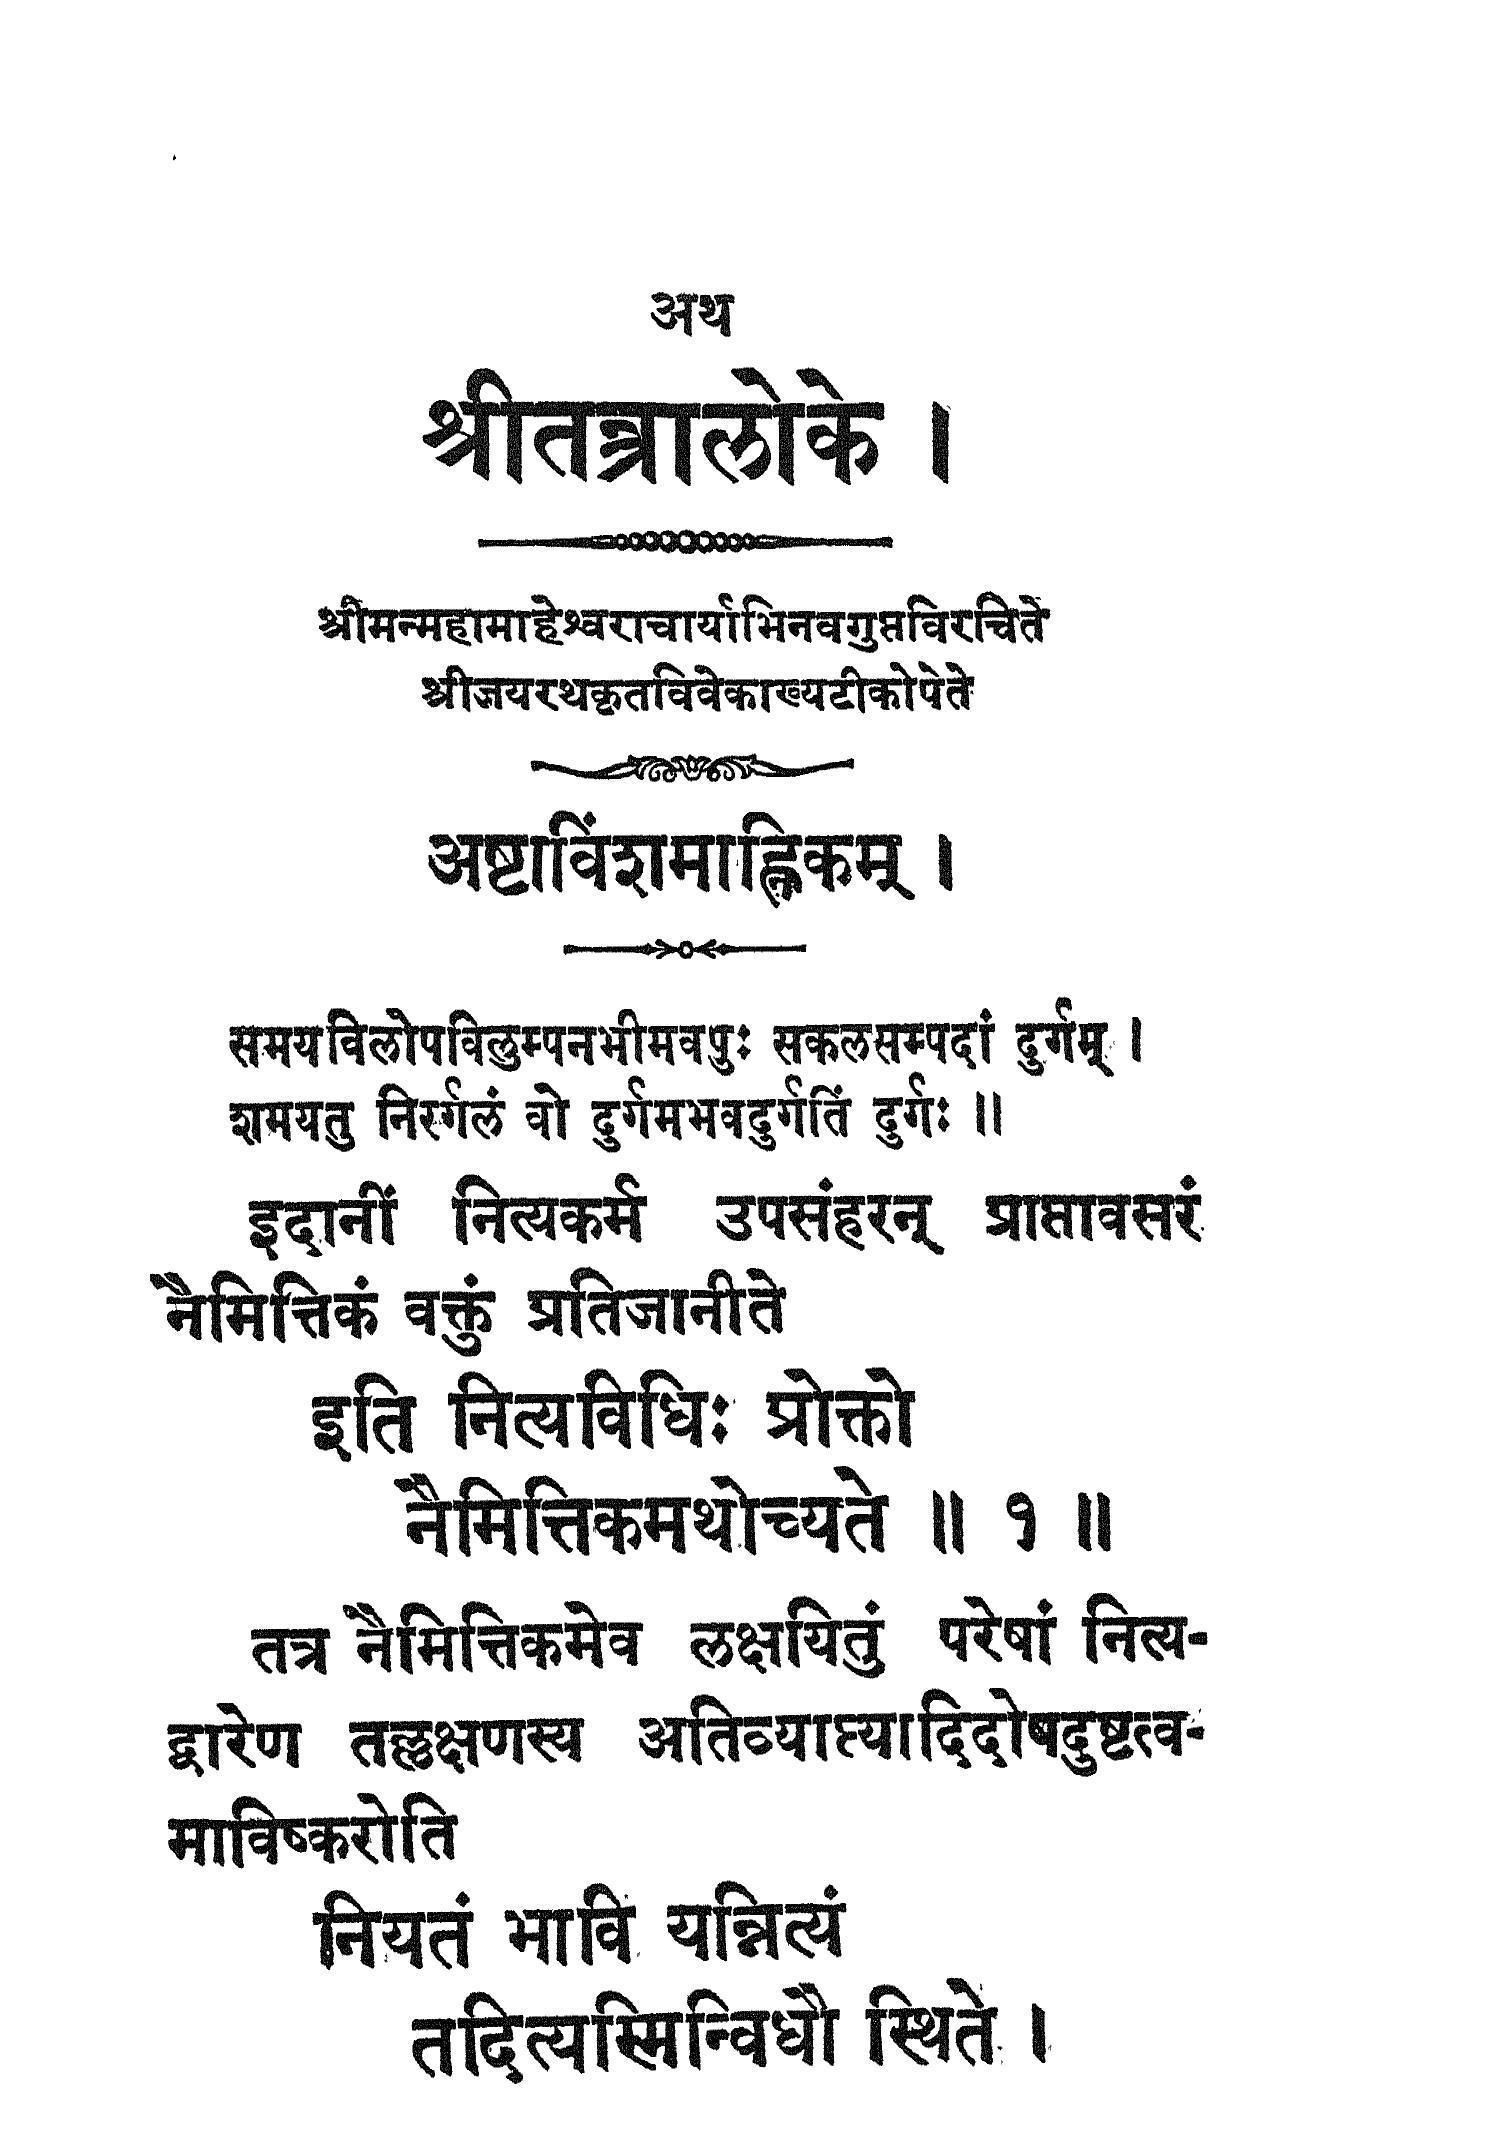 अथ
श्रीतन्त्रालोके ।
श्रीमन्महामाहेश्वराचार्याभिनवगुप्तविरचिते
श्रीजयरथकृतविवेकाख्यटीकोपेते
अष्टाविंशमाह्निकम् ।
समयविलोपविलुम्पनभीमवपुः सकलसम्पदां दुर्गम् ।
शमयतु निरर्गलं वो दुर्गमभवदुर्गतिं दुर्गः ॥
इदानीं नित्यकर्म उपसंहरन् प्राप्तावसरं
नैमित्तिकं वक्तुं प्रतिजानीते
इति नित्यविधिः प्रोक्तो
नैमित्तिकमथोच्यते ॥ १ ॥
तत्र नैमित्तिकमेव लक्षयितुं परेषां नित्य-
द्वारेण तल्लक्षणस्य अतिव्याप्त्यादिदोषदुष्टत्व-
माविष्करोति
नियतं भावि यन्नित्यं
तदित्यस्मिन्विधौ स्थिते ।